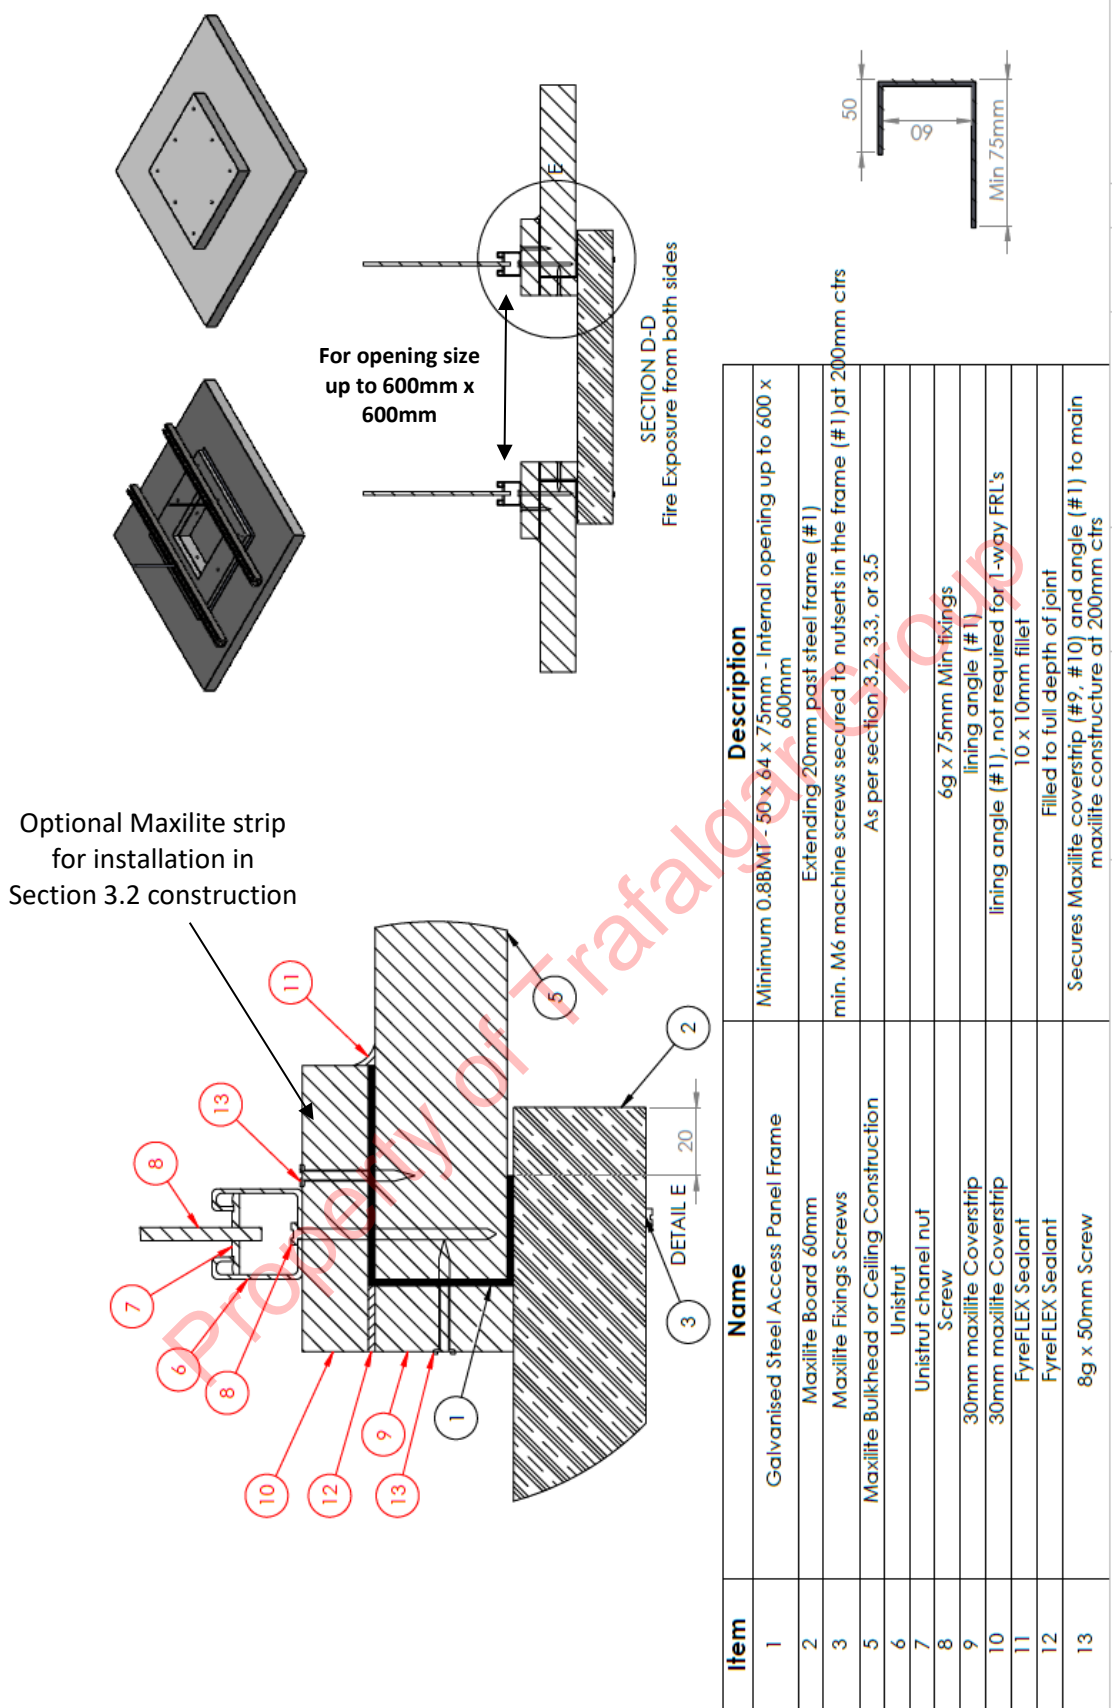 Optional Maxilite strip
for installation in
Section 3.2 construction
For opening size
up to 600mm x
600mm
E
SECTION D-D
Fire Exposure from both sides
50
60
Min 75mm
11
13
8
7
6
8
10
12
9
13
1
5
2
3
20
DETAIL E
Item Name Description
1 Galvanised Steel Access Panel Frame Minimum 0.8BMT - 50 x 64 x 75mm - Internal opening up to 600 x
600mm
2 Maxilite Board 60mm Extending 20mm past steel frame (#1)
3 Maxilite Fixings Screws min. M6 machine screws secured to nutserts in the frame (#1)at 200mm ctrs
5 Maxilite Bulkhead or Ceiling Construction As per section 3.2, 3.3, or 3.5
6 Unistrut
7 Unistrut chanel nut
8 Screw 6g x 75mm Min fixings
9 30mm maxilite Coverstrip lining angle (#1)
10 30mm maxilite Coverstrip lining angle (#1), not required for 1-way FRL's
11 FyreFLEX Sealant 10 x 10mm fillet
12 FyreFLEX Sealant Filled to full depth of joint
13 8g x 50mm Screw Secures Maxilite coverstrip (#9, #10) and angle (#1) to main
maxilite constructure at 200mm ctrs
Property of Trafalgar Group